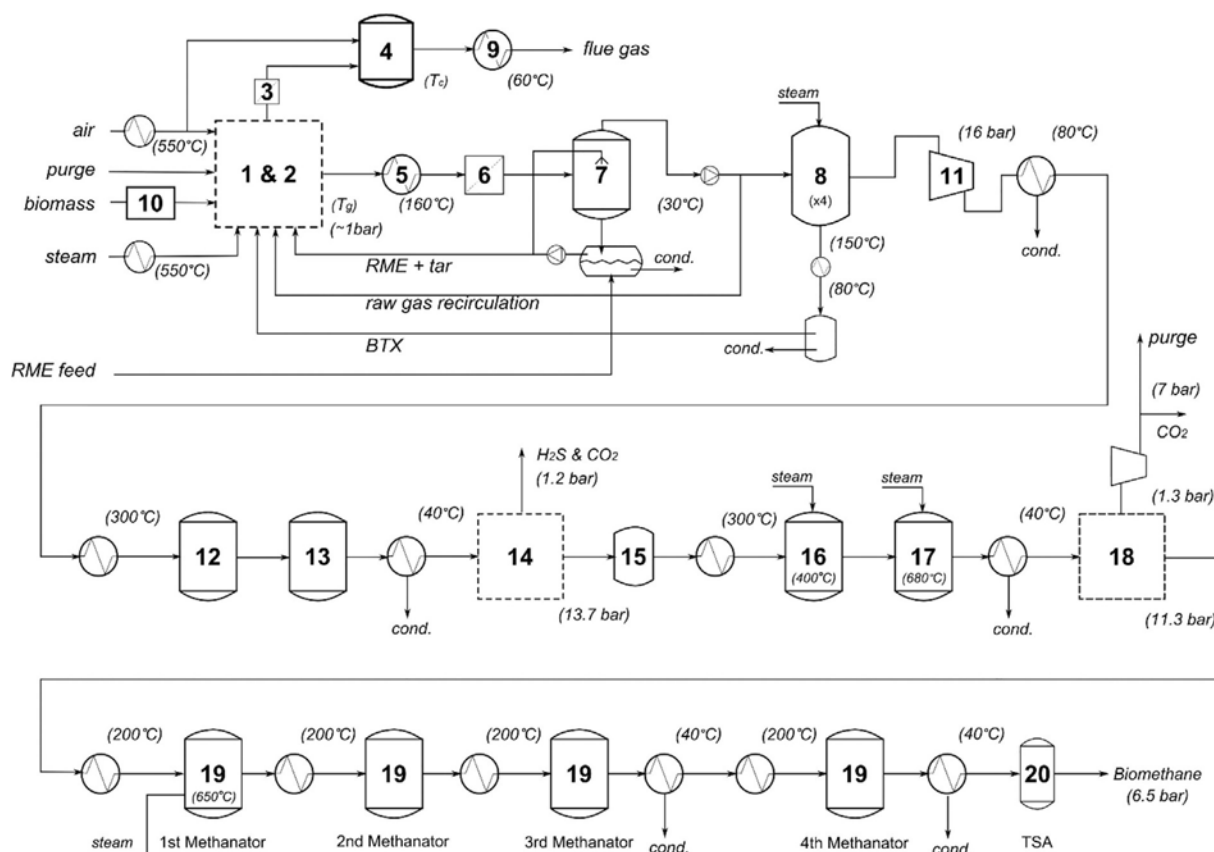 4
9
flue gas
(Tc)
(60°C)
3
steam
(16 bar)
(80°C)
air
(550°C)
purge
1 & 2
5
6
7
8
(x4)
11
biomass
10
(Tg)
(~1bar)
(160°C)
(30°C)
(150°C)
cond.
steam
(550°C)
RME + tar
cond.
(80°C)
raw gas recirculation
BTX
cond.
RME feed
purge
(7 bar)
CO2
H2S & CO2
(1.2 bar)
steam
steam
(1.3 bar)
(300°C)
(40°C)
(300°C)
(40°C)
12
13
14
15
16
(400°C)
17
(680°C)
18
cond.
(13.7 bar)
cond.
(11.3 bar)
(200°C)
(200°C)
(200°C)
(40°C)
(200°C)
(40°C)
19
(650°C)
19
19
19
20
Biomethane
(6.5 bar)
steam
1st Methanator
2nd Methanator
3rd Methanator
cond.
4th Methanator
cond.
TSA